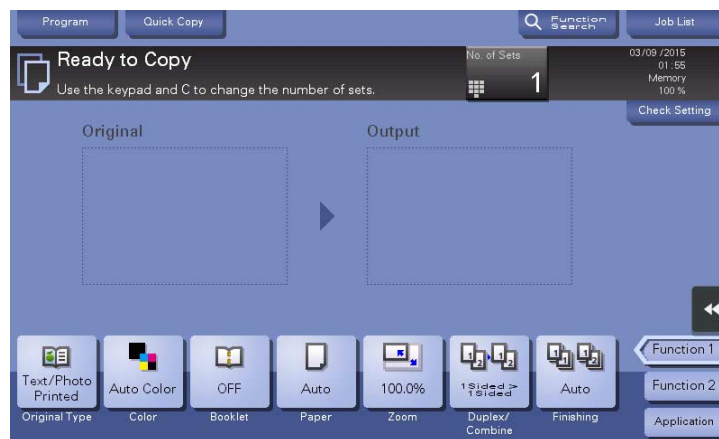 Program
Quick Copy
Function
Search
Job List
Ready to Copy
No. of Sets
1
03/09 /2015
01:55
Memory
100 %
Use the keypad and C to change the number of sets.
Check Setting
Original
Output
Text/Photo
Printed
Auto Color
OFF
Auto
100.0%
1Sided >
1Sided
Auto
Function 1
Function 2
Original Type
Color
Booklet
Paper
Zoom
Duplex/
Combine
Finishing
Application